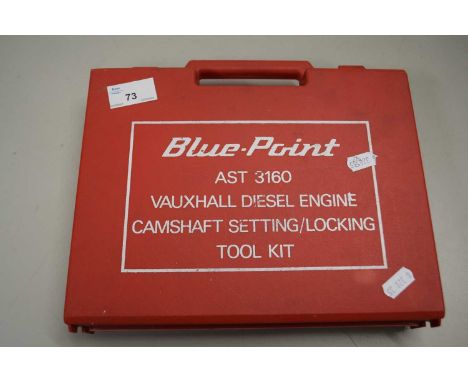 73
Blue-Point
AST 3160
VAUXHALL DIESEL ENGINE
CAMSHAFT SETTING/LOCKING
TOOL KIT